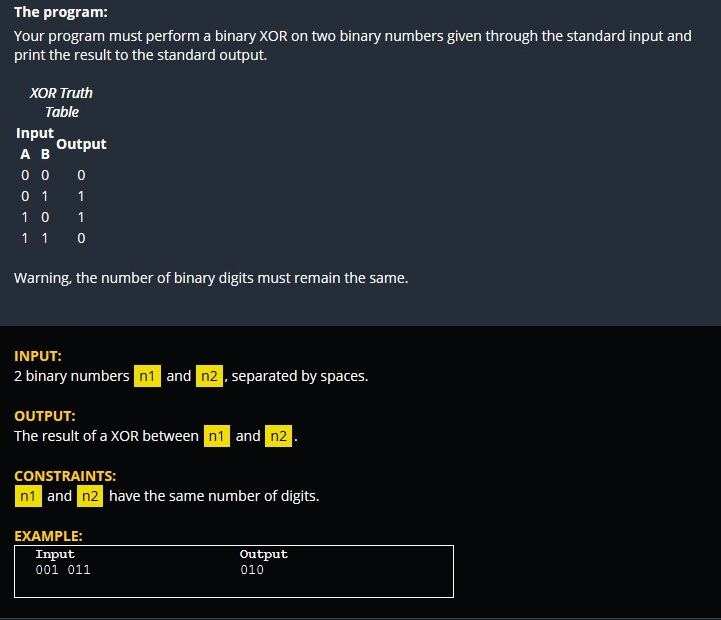 The program:
Your program must perform a binary XOR on two binary numbers given through the standard input and
print the result to the standard output.
XOR Truth
Table
Input
Output
A B
0 0 0
0 1 1
1 0 1
1 1 0
Warning, the number of binary digits must remain the same.
INPUT:
2 binary numbers n1 and n2 , separated by spaces.
OUTPUT:
The result of a XOR between n1 and n2 .
CONSTRAINTS:
n1 and n2 have the same number of digits.
EXAMPLE:
Input Output
001 011 010